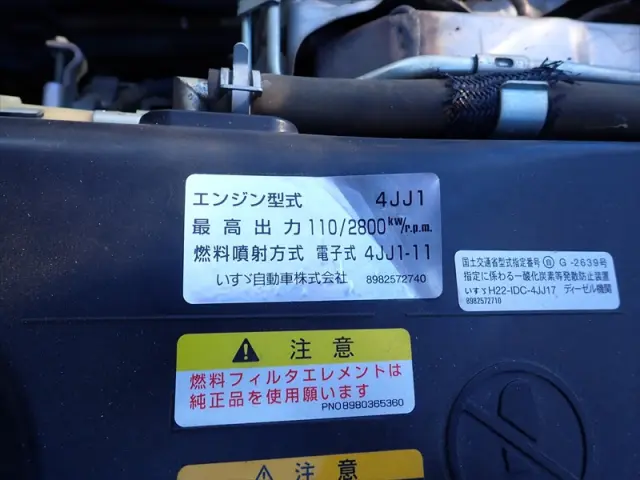 エンジン型式 4JJ1
最高出力 110/2800 kW/r.p.m.
燃料噴射方式 電子式 4JJ1-11
いすゞ自動車株式会社 8982572740
国土交通省型式指定番号 自 G-2639号
指定に係わる一酸化炭素等発散防止装置
いすゞH22-IDC-4JJ17 ディーゼル機関
8982572710
注意
燃料フィルタエレメントは
純正品を使用願います
PNO8980365360
注意